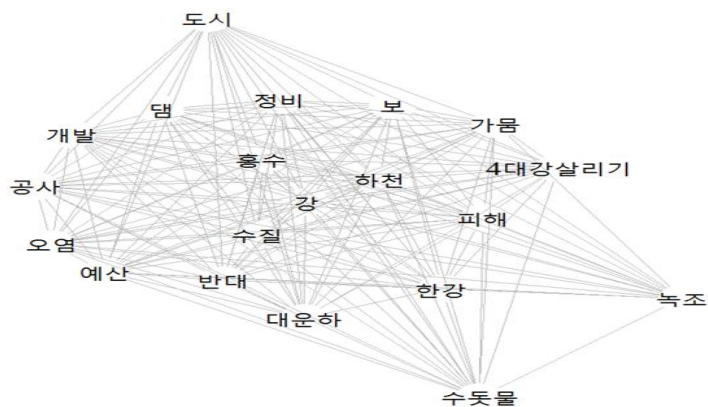 도시
댐
정비
보
개발
가뭄
홍수
4대강살리기
하천
공사
강
피해
수질
오염
예산
반대
한강
녹조
대운하
수돗물